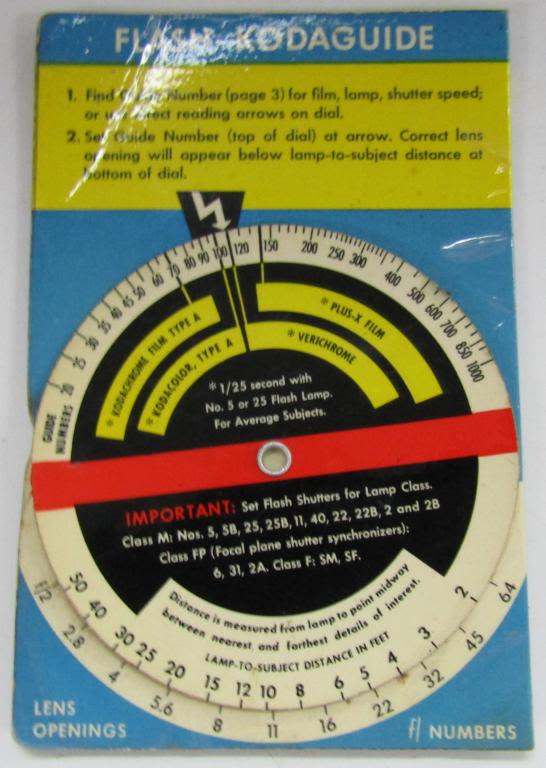 FLASH KODAGUIDE
1. Find Guide Number (page 3) for film, lamp, shutter speed;
or use direct reading arrows on dial.
2. Set Guide Number (top of dial) at arrow. Correct lens
opening will appear below lamp-to-subject distance at
bottom of dial.
GUIDE
NUMBERS 20 25 30 35 40 45 50 60 70 80 90 100 120 150 200 250 300 400 500 600 700 850 1000
* KODACHROME FILM TYPE A
* KODACOLOR, TYPE A
* PLUS-X FILM
* VERICHROME
* 1/25 second with
No. 5 or 25 Flash Lamp.
For Average Subjects.
IMPORTANT: Set Flash Shutters for Lamp Class.
Class M: Nos. 5, 5B, 25, 25B, 11, 40, 22, 22B, 2 and 2B
Class FP (Focal plane shutter synchronizers):
6, 31, 2A. Class F: SM, SF.
Distance is measured from lamp to point midway
between nearest and farthest details of interest.
LAMP-TO-SUBJECT DISTANCE IN FEET
50 40 30 25 20 15 12 10 8 6 5 4 3 2
f/2 2.8 4 5.6 8 11 16 22 32 45 64
LENS
OPENINGS
f/ NUMBERS